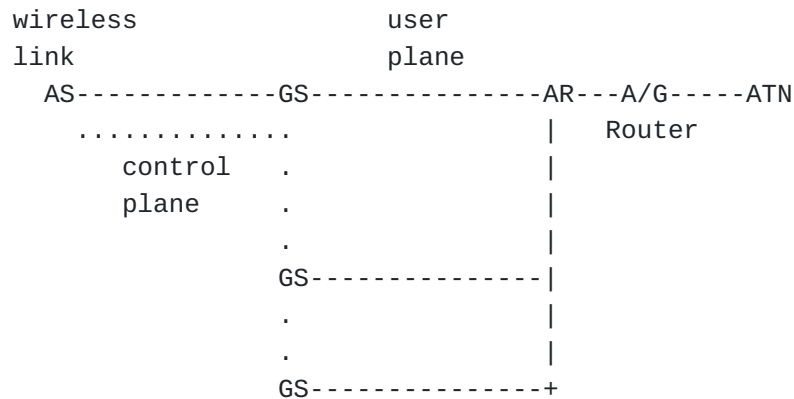 wireless user
link plane
AS-------------GS---------------AR---A/G-----ATN
.............. | Router
control . |
plane . |
. |
GS---------------|
. |
. |
GS---------------+